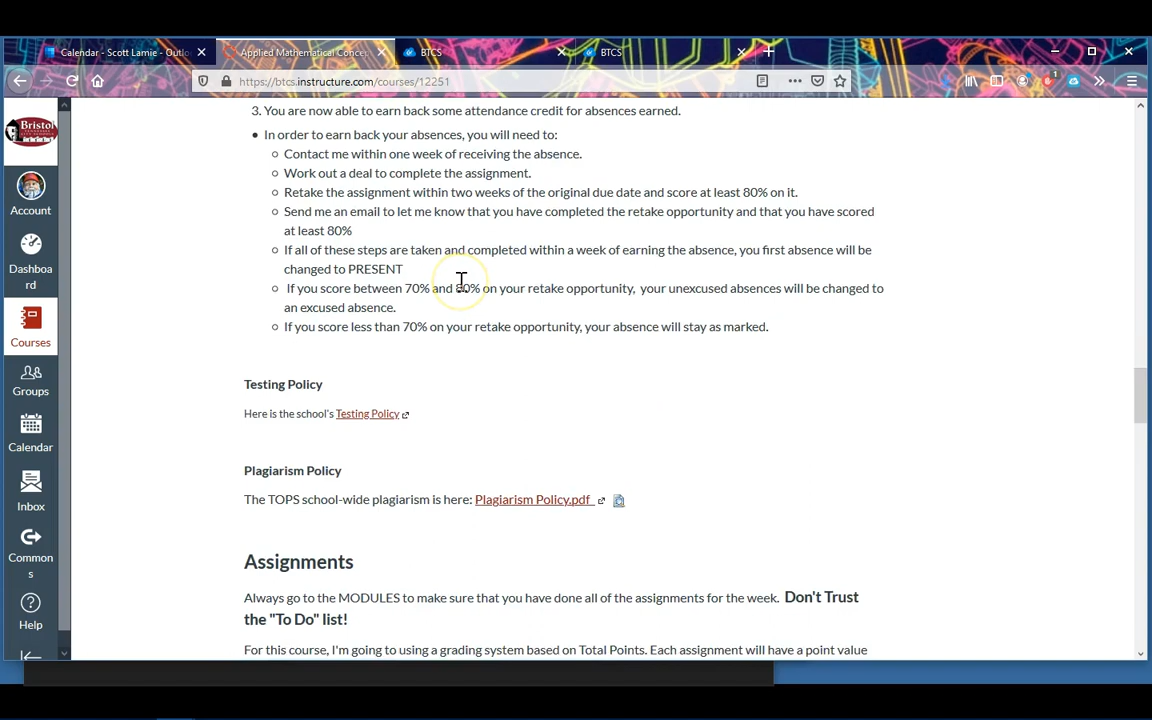 Calendar - Scott Lamie - Outlo
Applied Mathematical Concep
BTCS
BTCS
https://btcs.instructure.com/courses/12251
1
Bristol
Account
Dashboa
rd
Courses
Groups
Calendar
Inbox
Common
s
Help
3. You are now able to earn back some attendance credit for absences earned.
In order to earn back your absences, you will need to:
Contact me within one week of receiving the absence.
Work out a deal to complete the assignment.
Retake the assignment within two weeks of the original due date and score at least 80% on it.
Send me an email to let me know that you have completed the retake opportunity and that you have scored
at least 80%
If all of these steps are taken and completed within a week of earning the absence, you first absence will be
changed to PRESENT
If you score between 70% and 80% on your retake opportunity, your unexcused absences will be changed to
an excused absence.
If you score less than 70% on your retake opportunity, your absence will stay as marked.
Testing Policy
Here is the school's Testing Policy
Plagiarism Policy
The TOPS school-wide plagiarism is here: Plagiarism Policy.pdf
Assignments
Always go to the MODULES to make sure that you have done all of the assignments for the week. Don't Trust
the "To Do" list!
For this course, I'm going to using a grading system based on Total Points. Each assignment will have a point value